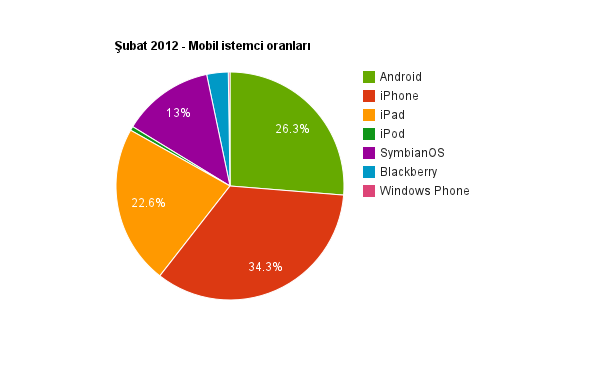 Şubat 2012 - Mobil istemci oranları
Android
iPhone
iPad
iPod
SymbianOS
Blackberry
Windows Phone
13%
26.3%
22.6%
34.3%